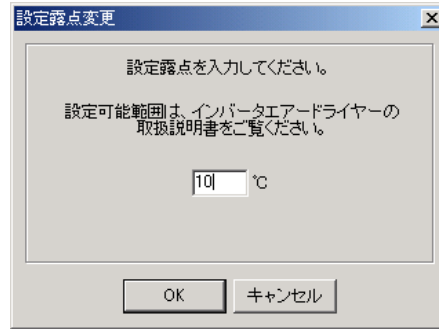 設定露点変更
設定露点を入力してください。
設定可能範囲は、インバータエアードライヤーの
取扱説明書をご覧ください。
10 ℃
OK キャンセル